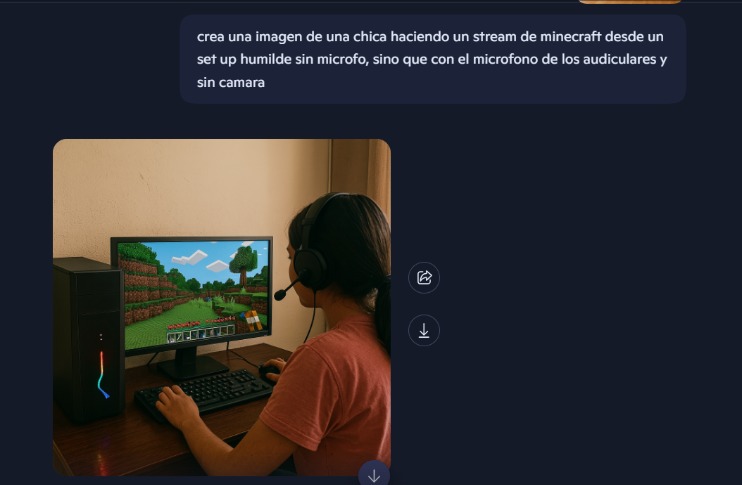 crea una imagen de una chica haciendo un stream de minecraft desde un
set up humilde sin microfo, sino que con el microfono de los audiculares y
sin camara